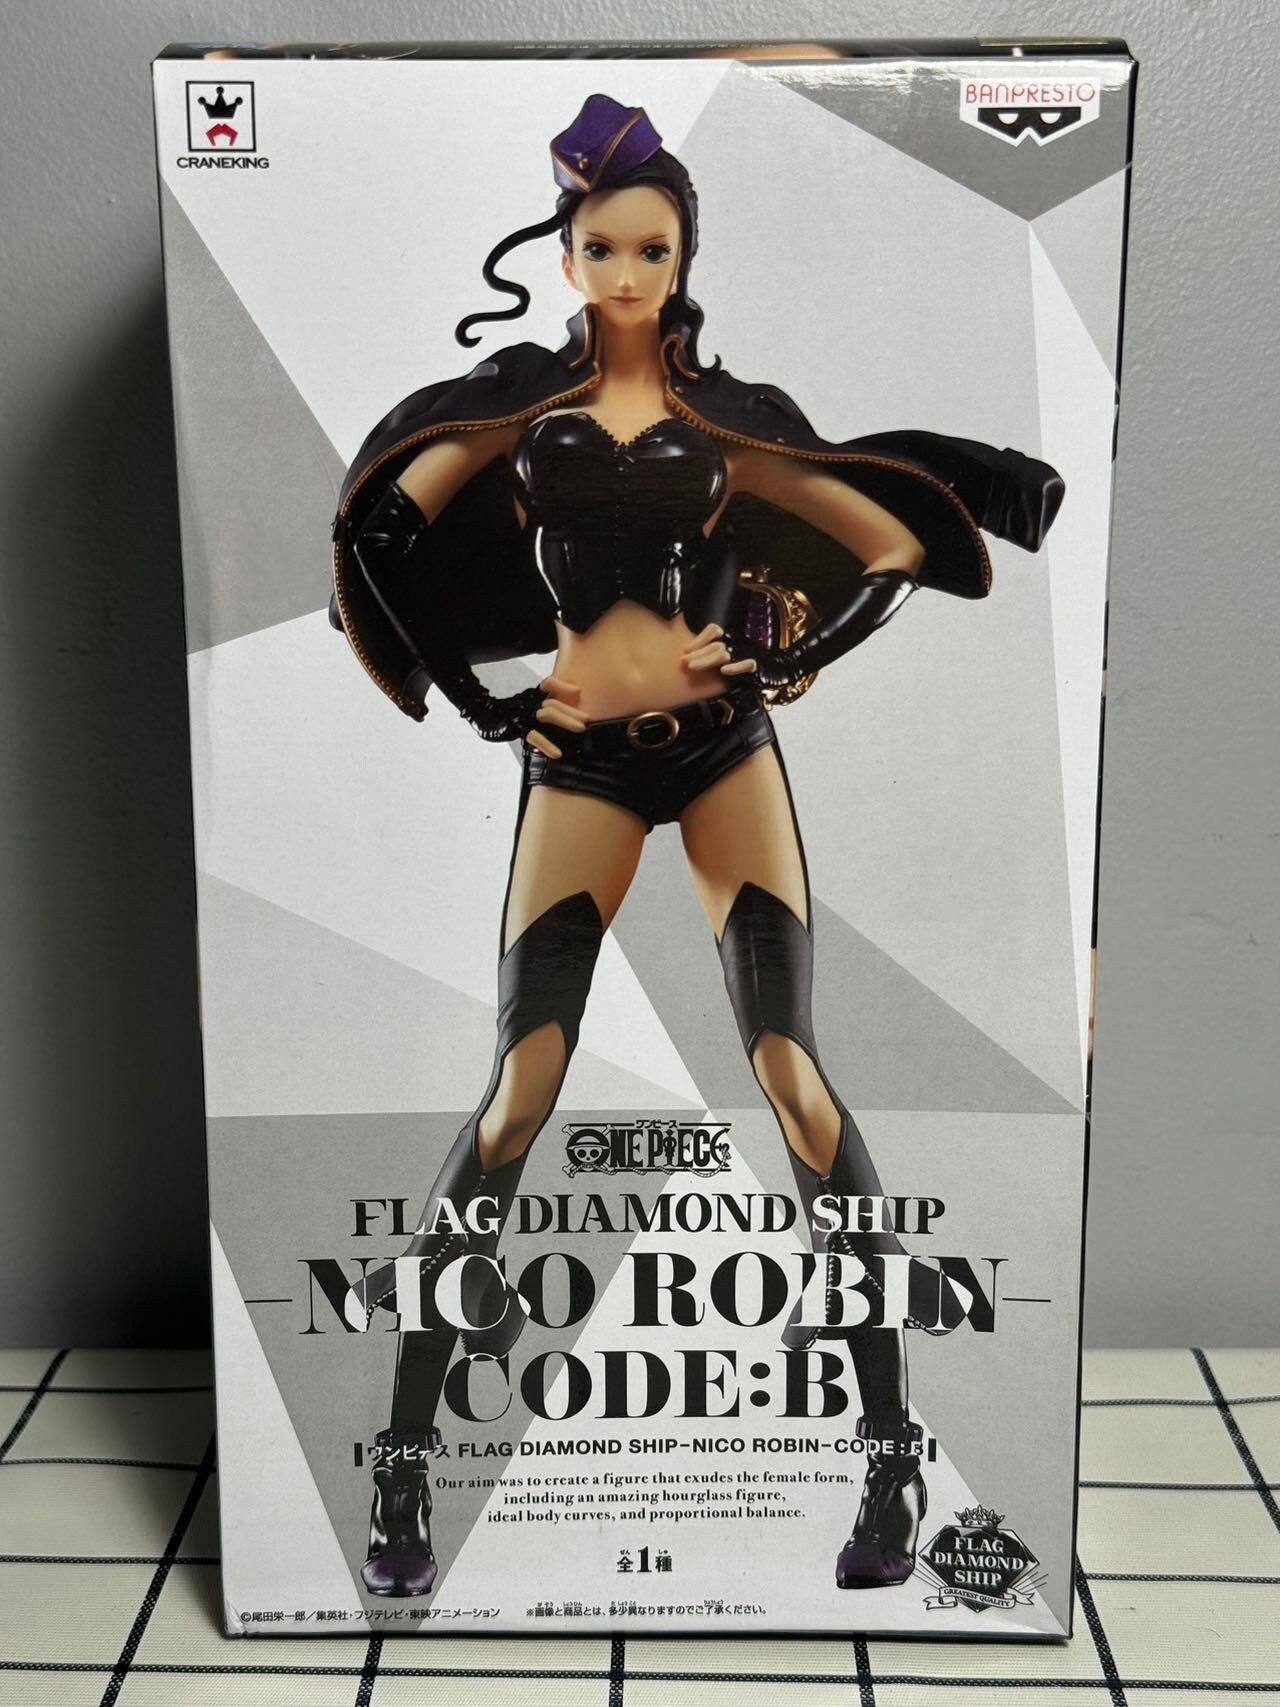 CRANEKING
BANPRESTO
ワンピース
ONE PIECE
FLAG DIAMOND SHIP
NICO ROBIN
CODE:B
ワンピース FLAG DIAMOND SHIP-NICO ROBIN-CODE:B
Our aim was to create a figure that exudes the female form,
including an amazing hourglass figure,
ideal body curves, and proportional balance.
全1種
FLAG
DIAMOND
SHIP
GREATEST QUALITY
©尾田栄一郎/集英社・フジテレビ・東映アニメーション
※画像と商品とは、多少異なりますのでご了承ください。